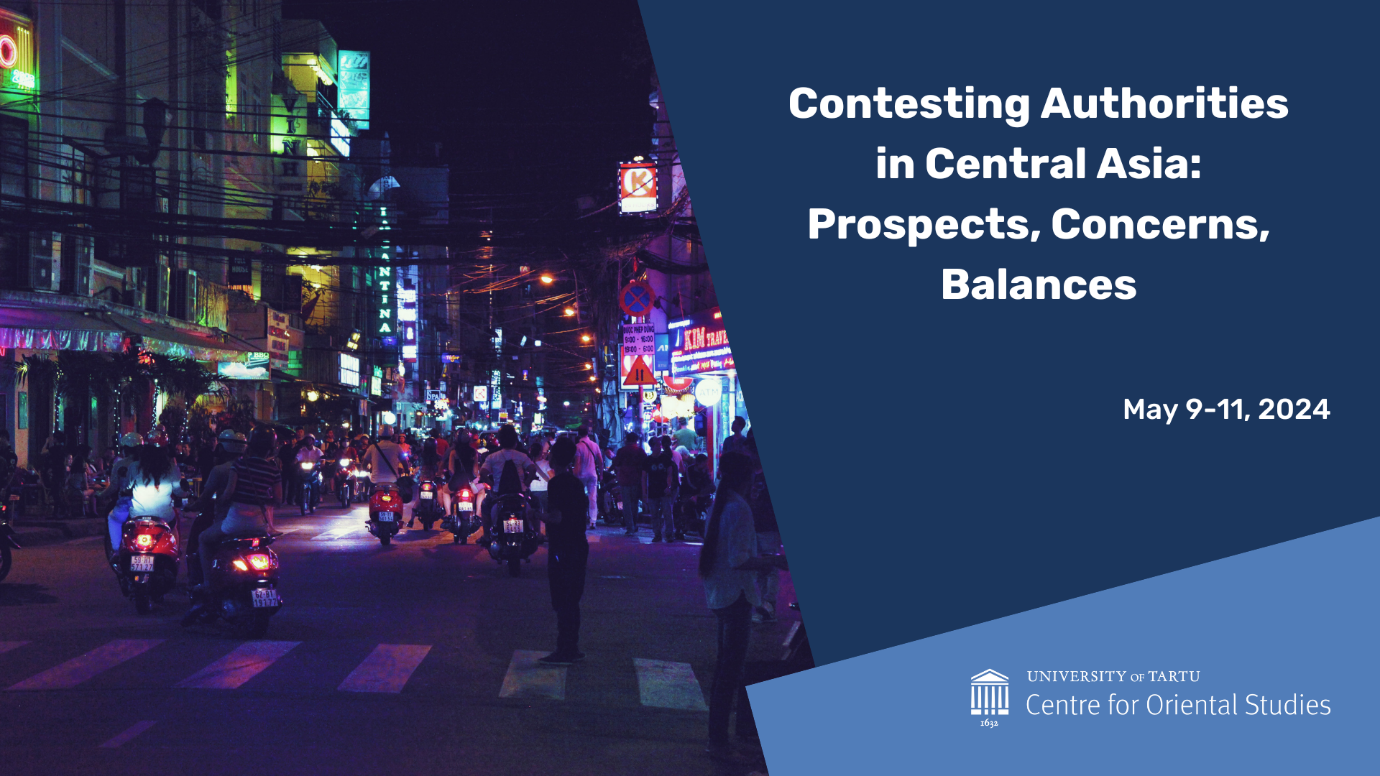 Contesting Authorities
in Central Asia:
Prospects, Concerns,
Balances
May 9-11, 2024
UNIVERSITY OF TARTU
Centre for Oriental Studies
1632
VINH
K
KIM TRAVEL